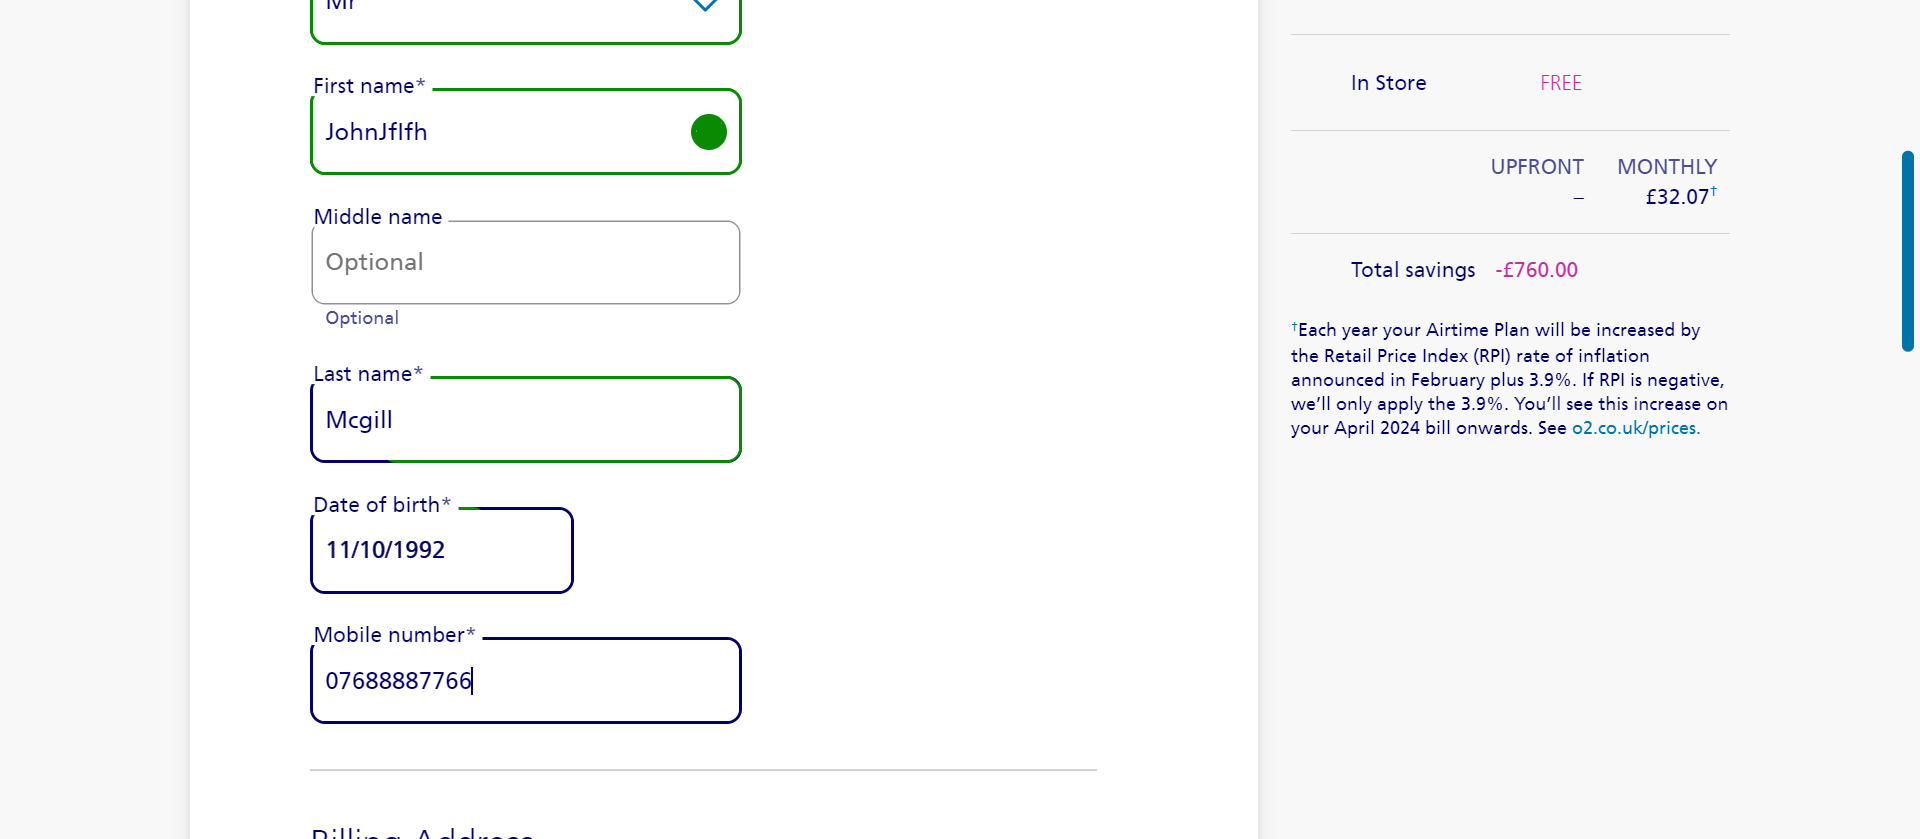 Mr
First name*
JohnJfIfh
Middle name
Optional
Optional
Last name*
Mcgill
Date of birth*
11/10/1992
Mobile number*
07688887766
Billing Address
In Store FREE
UPFRONT MONTHLY
– £32.07†
Total savings -£760.00
†Each year your Airtime Plan will be increased by
the Retail Price Index (RPI) rate of inflation
announced in February plus 3.9%. If RPI is negative,
we’ll only apply the 3.9%. You’ll see this increase on
your April 2024 bill onwards. See o2.co.uk/prices.